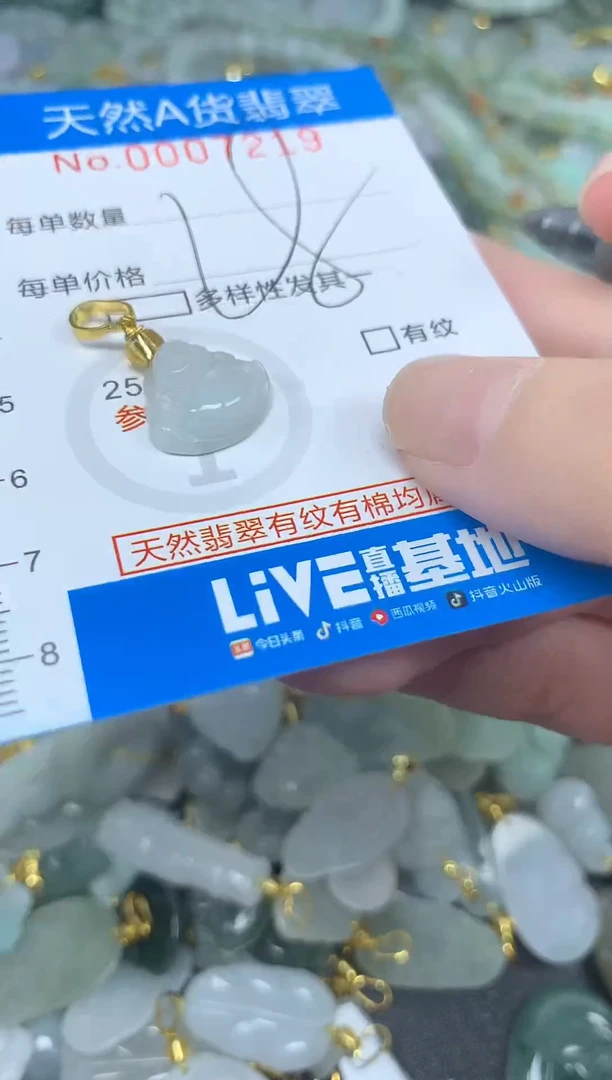 天然A货翡翠
No.0007219
每单数量
每单价格
多样性发其
有纹
25
参
5
6
7
8
天然翡翠有纹有棉均属
LiVE直播基地
今日头条 抖音 西瓜视频 抖音火山版